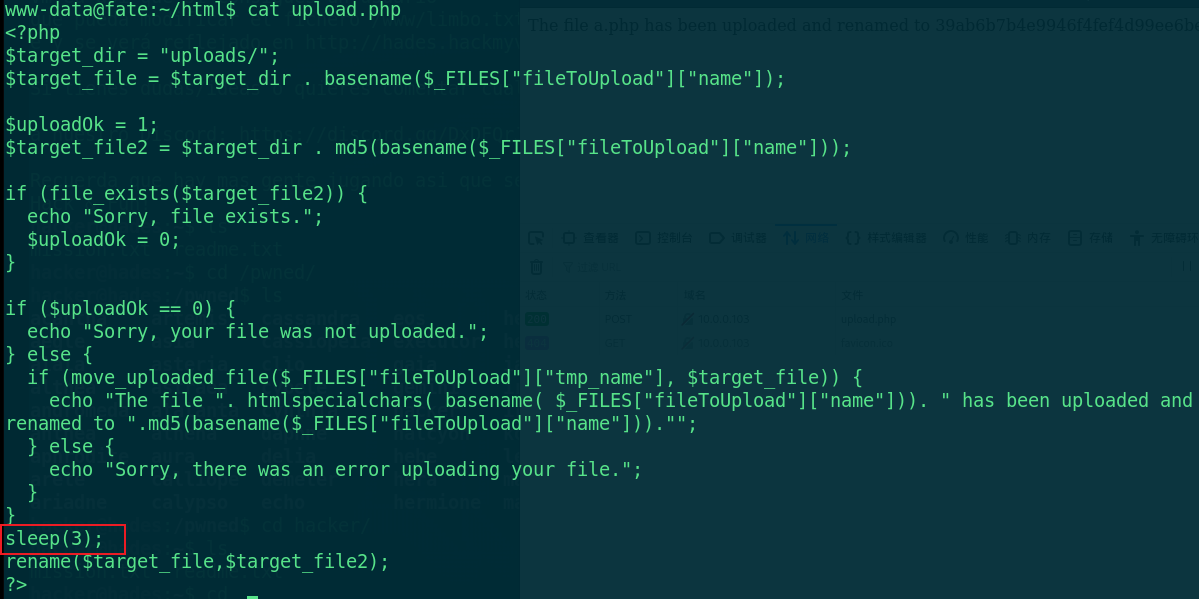 www-data@fate:~/html$ cat upload.php
<?php
$target_dir = "uploads/";
$target_file = $target_dir . basename($_FILES["fileToUpload"]["name"]);
$uploadOk = 1;
$target_file2 = $target_dir . md5(basename($_FILES["fileToUpload"]["name"]));
if (file_exists($target_file2)) {
  echo "Sorry, file exists.";
  $uploadOk = 0;
}
if ($uploadOk == 0) {
  echo "Sorry, your file was not uploaded.";
} else {
  if (move_uploaded_file($_FILES["fileToUpload"]["tmp_name"], $target_file)) {
    echo "The file ". htmlspecialchars( basename( $_FILES["fileToUpload"]["name"])). " has been uploaded and
renamed to ".md5(basename($_FILES["fileToUpload"]["name"]))."";
  } else {
    echo "Sorry, there was an error uploading your file.";
  }
}
sleep(3);
rename($target_file,$target_file2);
?>
The file a.php has been uploaded and renamed to
查看器 控制台 调试器 网络 样式编辑器 性能 内存 存储
状态 方法 域名 文件
POST 10.0.0.103 upload.php